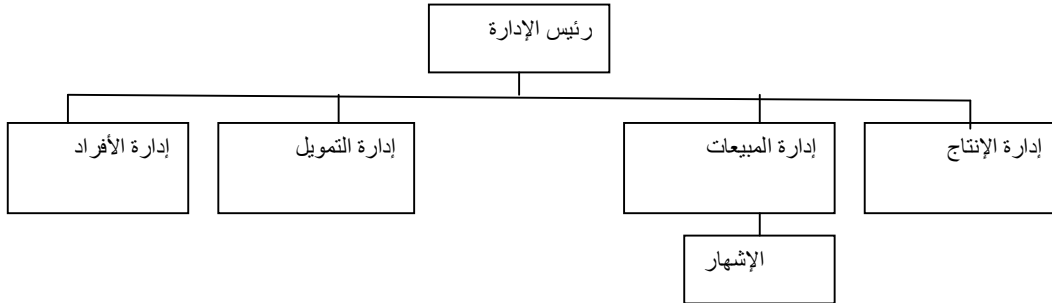 رئيس الإدارة
إدارة الإنتاج
إدارة المبيعات
إدارة التمويل
إدارة الأفراد
الإشهار